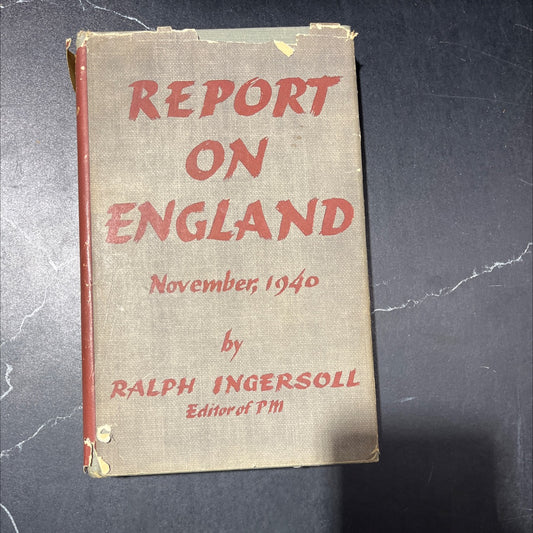 REPORT
ON
ENGLAND
November, 1940
by
RALPH INGERSOLL
Editor of PM